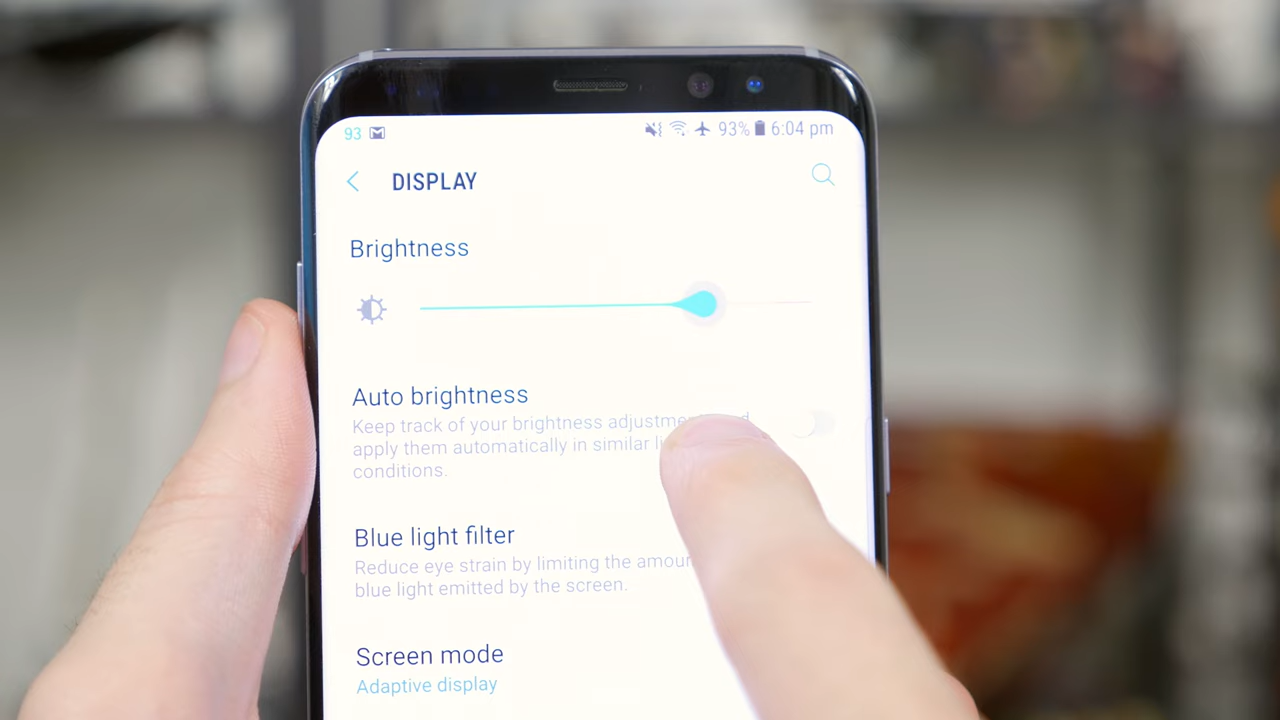 93
93% 6:04 pm
DISPLAY
Brightness
Auto brightness
Keep track of your brightness
apply them automatically in similar
conditions.
Blue light filter
Reduce eye strain by limiting the
blue light emitted by the screen.
Screen mode
Adaptive display